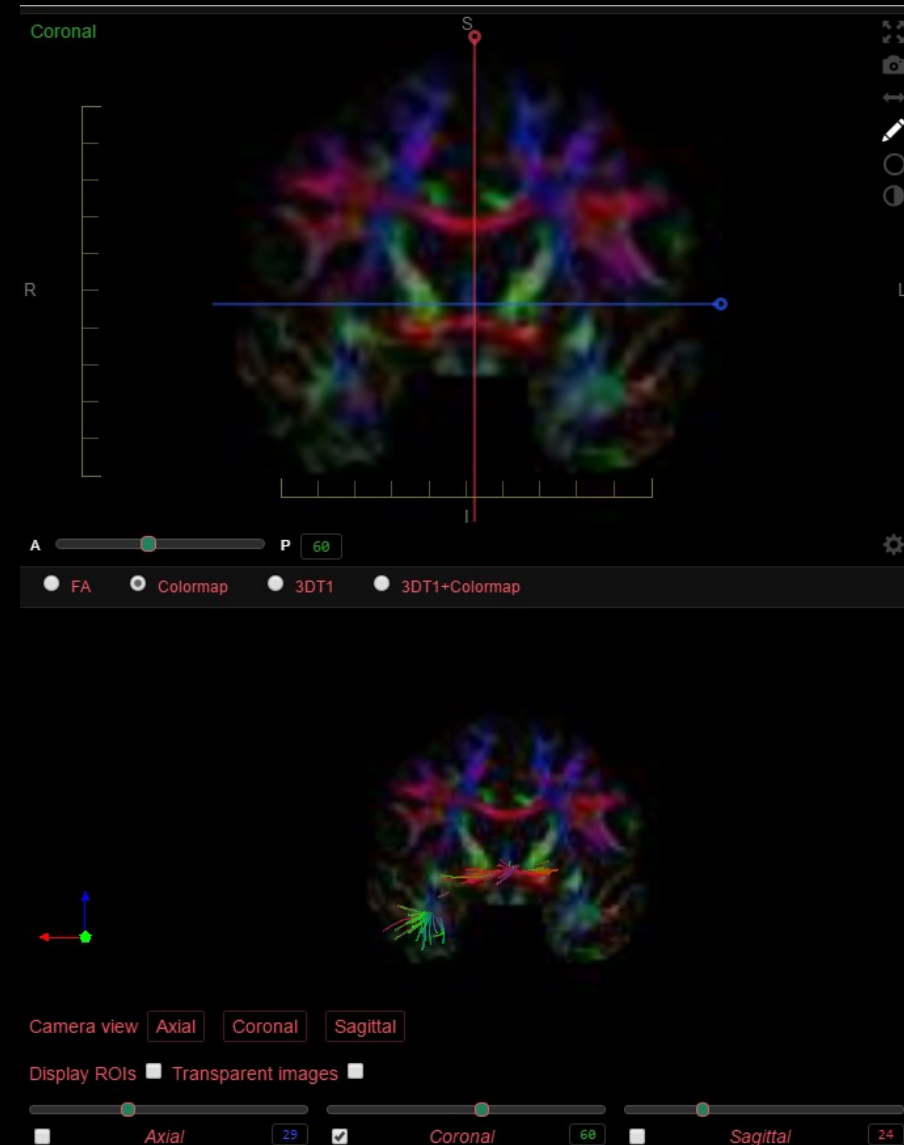 Coronal
S
R
L
I
A P 60
FA Colormap 3DT1 3DT1+Colormap
Camera view Axial Coronal Sagittal
Display ROIs Transparent images
Axial 29 Coronal 60 Sagittal 24